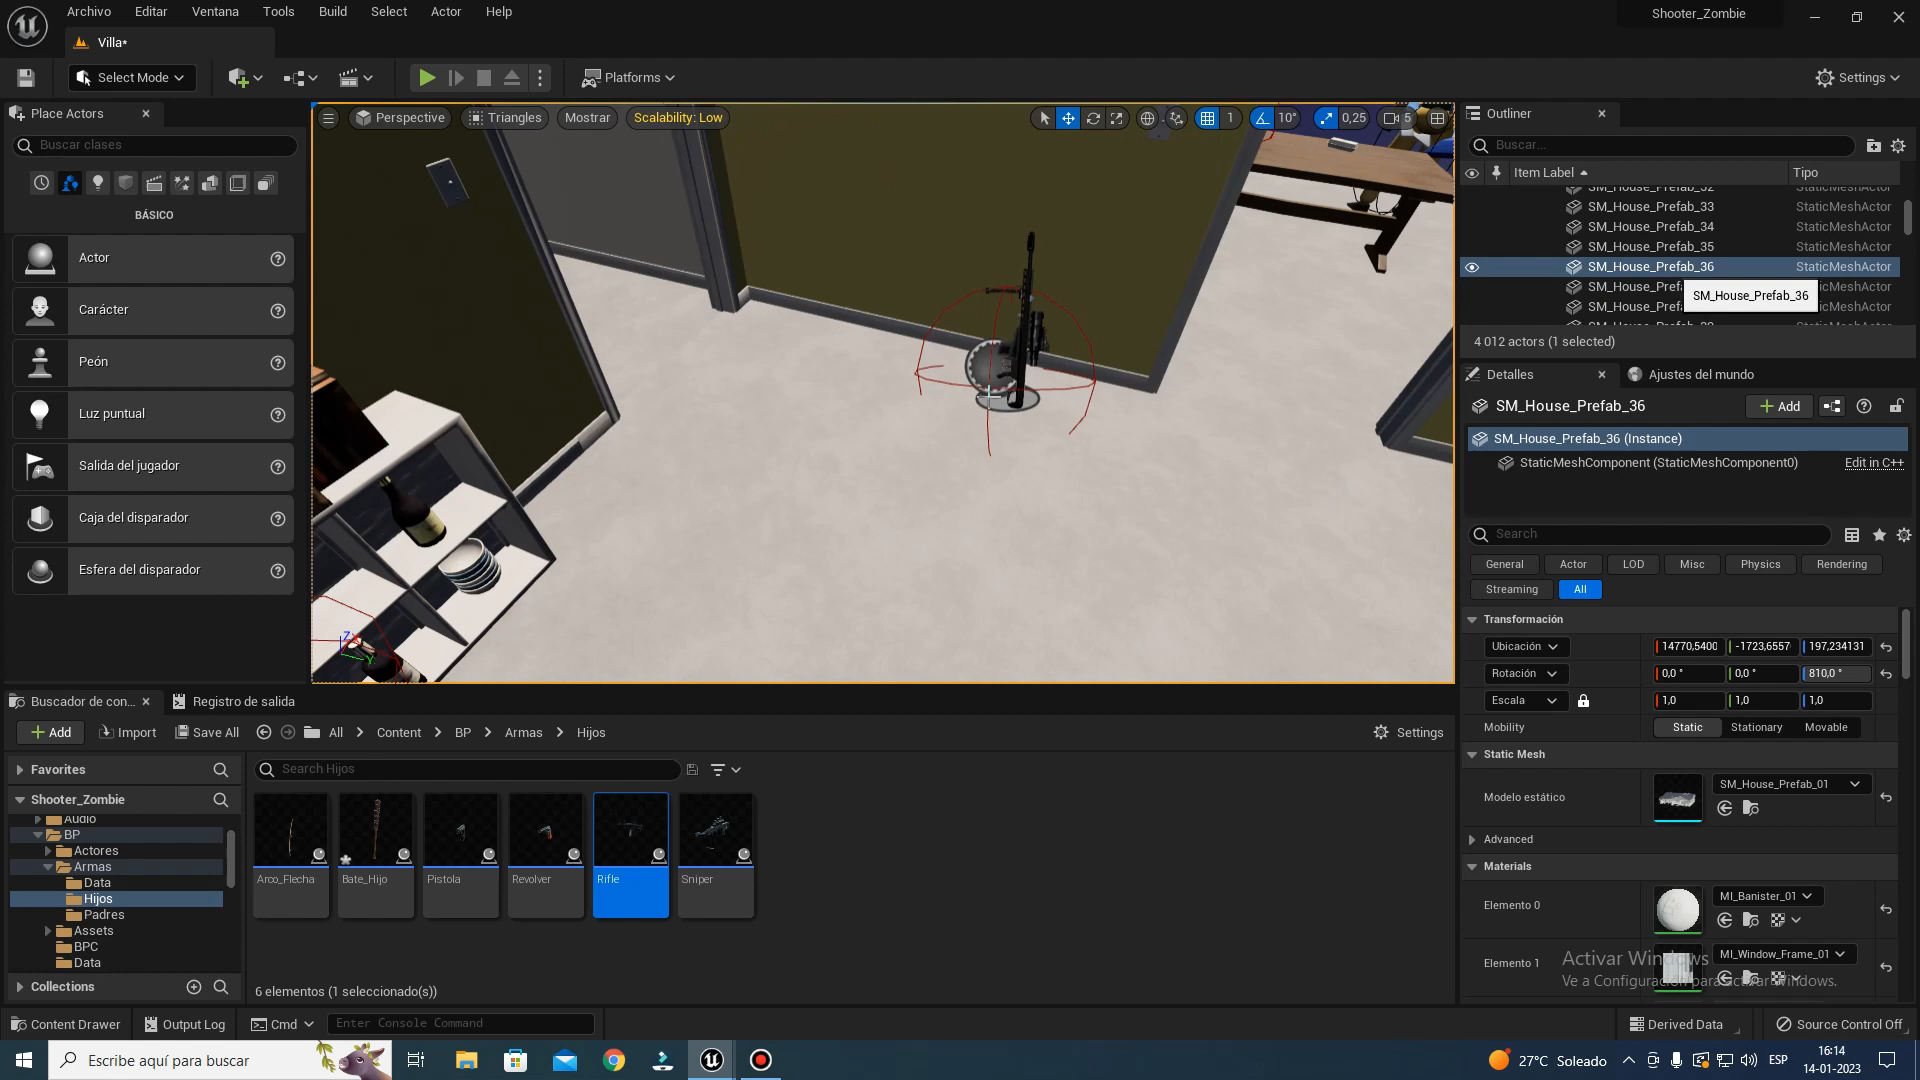 Archivo
Editar
Ventana
Tools
Build
Select
Actor
Help
Shooter_Zombie
Villa*
Select Mode
Platforms
Settings
Place Actors
Buscar clases
BÁSICO
Actor
Carácter
Peón
Luz puntual
Salida del jugador
Caja del disparador
Esfera del disparador
Perspective
Triangles
Mostrar
Scalability: Low
1
10°
0,25
5
Outliner
Buscar...
Item Label
Tipo
SM_House_Prefab_32
StaticMeshActor
SM_House_Prefab_33
StaticMeshActor
SM_House_Prefab_34
StaticMeshActor
SM_House_Prefab_35
StaticMeshActor
SM_House_Prefab_36
StaticMeshActor
SM_House_Pref
ticMeshActor
SM_House_Prefab_36
SM_House_Pref
ticMeshActor
4 012 actors (1 selected)
Detalles
Ajustes del mundo
SM_House_Prefab_36
Add
SM_House_Prefab_36 (Instance)
StaticMeshComponent (StaticMeshComponent0)
Edit in C++
Search
General
Actor
LOD
Misc
Physics
Rendering
Streaming
All
Transformación
Ubicación
14770,5400
-1723,6557
197,234131
Rotación
0,0 °
0,0 °
810,0 °
Escala
1,0
1,0
1,0
Mobility
Static
Stationary
Movable
Static Mesh
Modelo estático
SM_House_Prefab_01
Advanced
Materials
Elemento 0
MI_Banister_01
Elemento 1
MI_Window_Frame_01
Activar Windows
Ve a Configuración para activar Windows.
Z
X
Y
Buscador de con...
Registro de salida
Add
Import
Save All
All
Content
BP
Armas
Hijos
Settings
Favorites
Search Hijos
Shooter_Zombie
Audio
BP
Actores
Armas
Data
Hijos
Padres
Assets
BPC
Data
Collections
Arco_Flecha
Bate_Hijo
Pistola
Revolver
Rifle
Sniper
6 elementos (1 seleccionado(s))
Content Drawer
Output Log
Cmd
Enter Console Command
Derived Data
Source Control Off
Escribe aquí para buscar
27°C
Soleado
ESP
16:14
14-01-2023